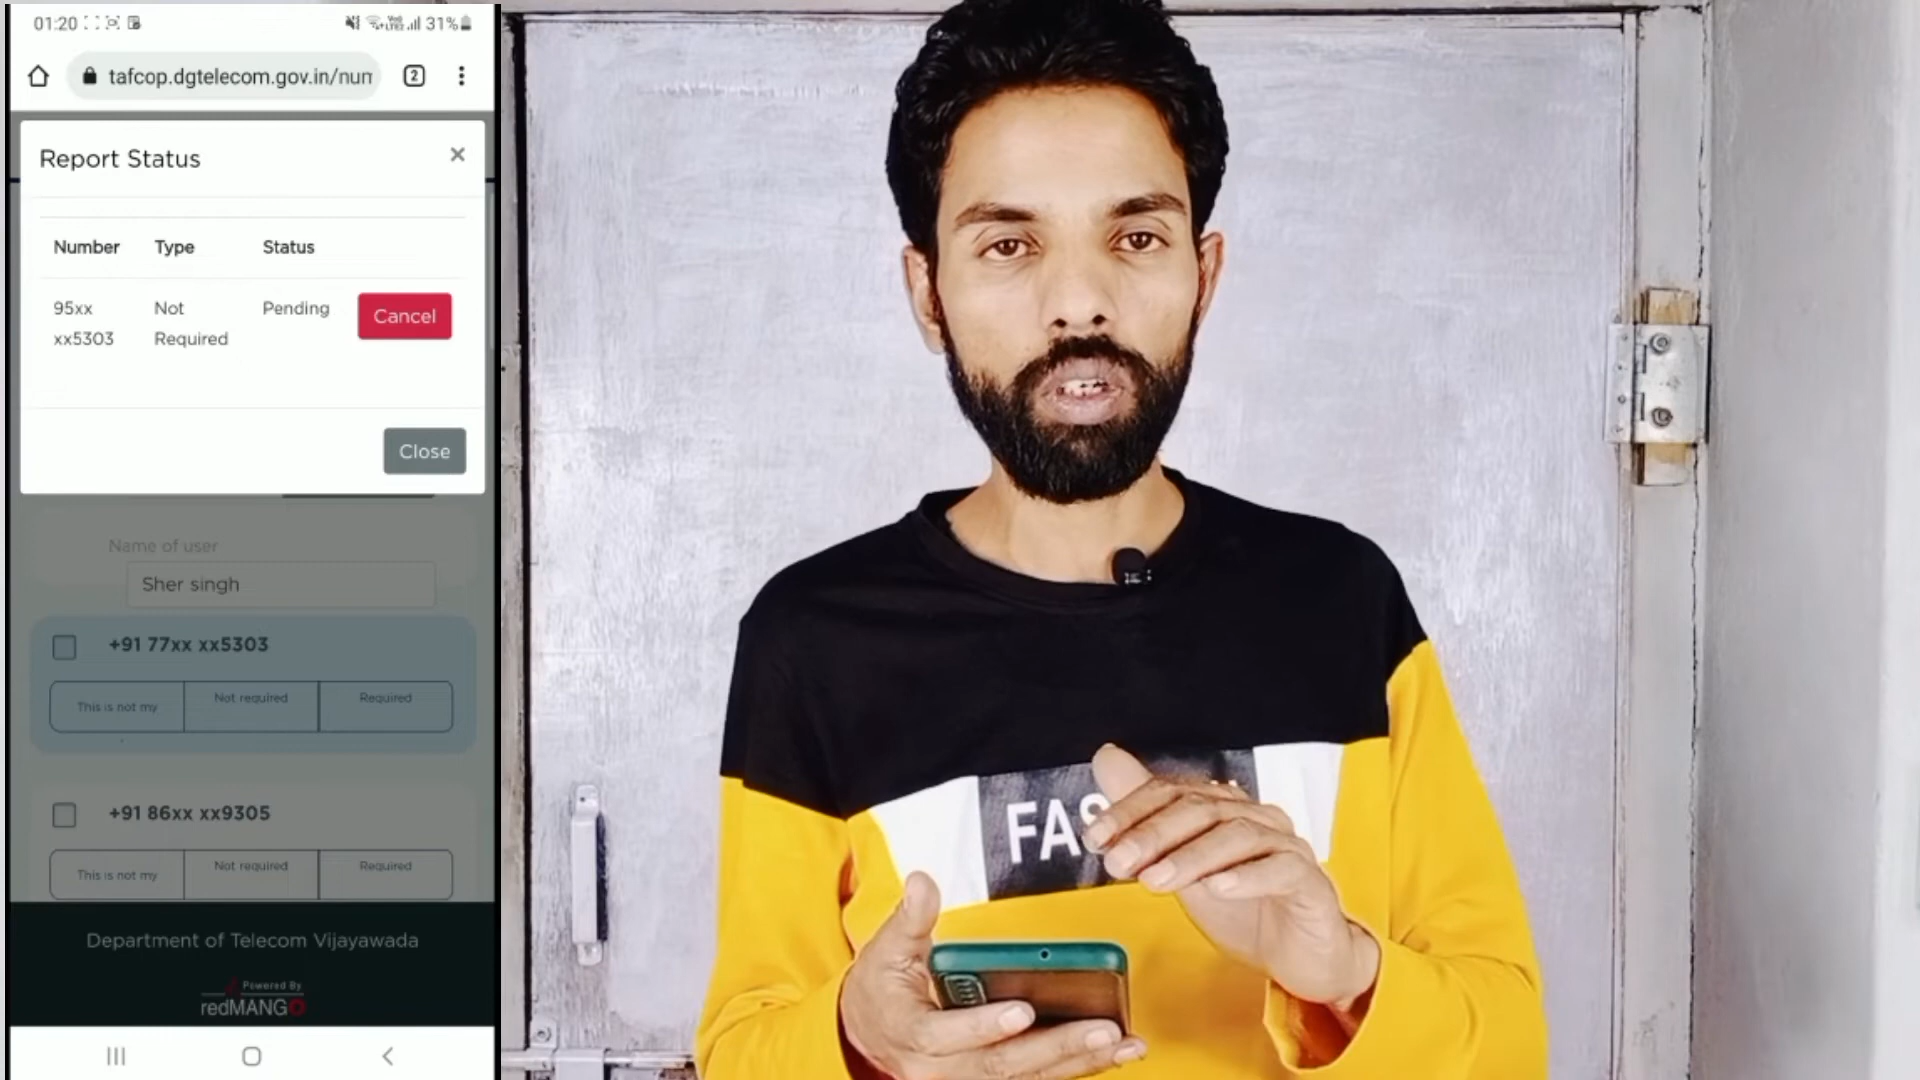 01:20
31%
tafcop.dgtelecom.gov.in/num
2
Report Status
×
Number Type Status
95xx Not Pending Cancel
xx5303 Required
Close
Name of user
Sher singh
+91 77xx xx5303
This is not my Not required Required
+91 86xx xx9305
This is not my Not required Required
Department of Telecom Vijayawada
Powered By
redMANGO